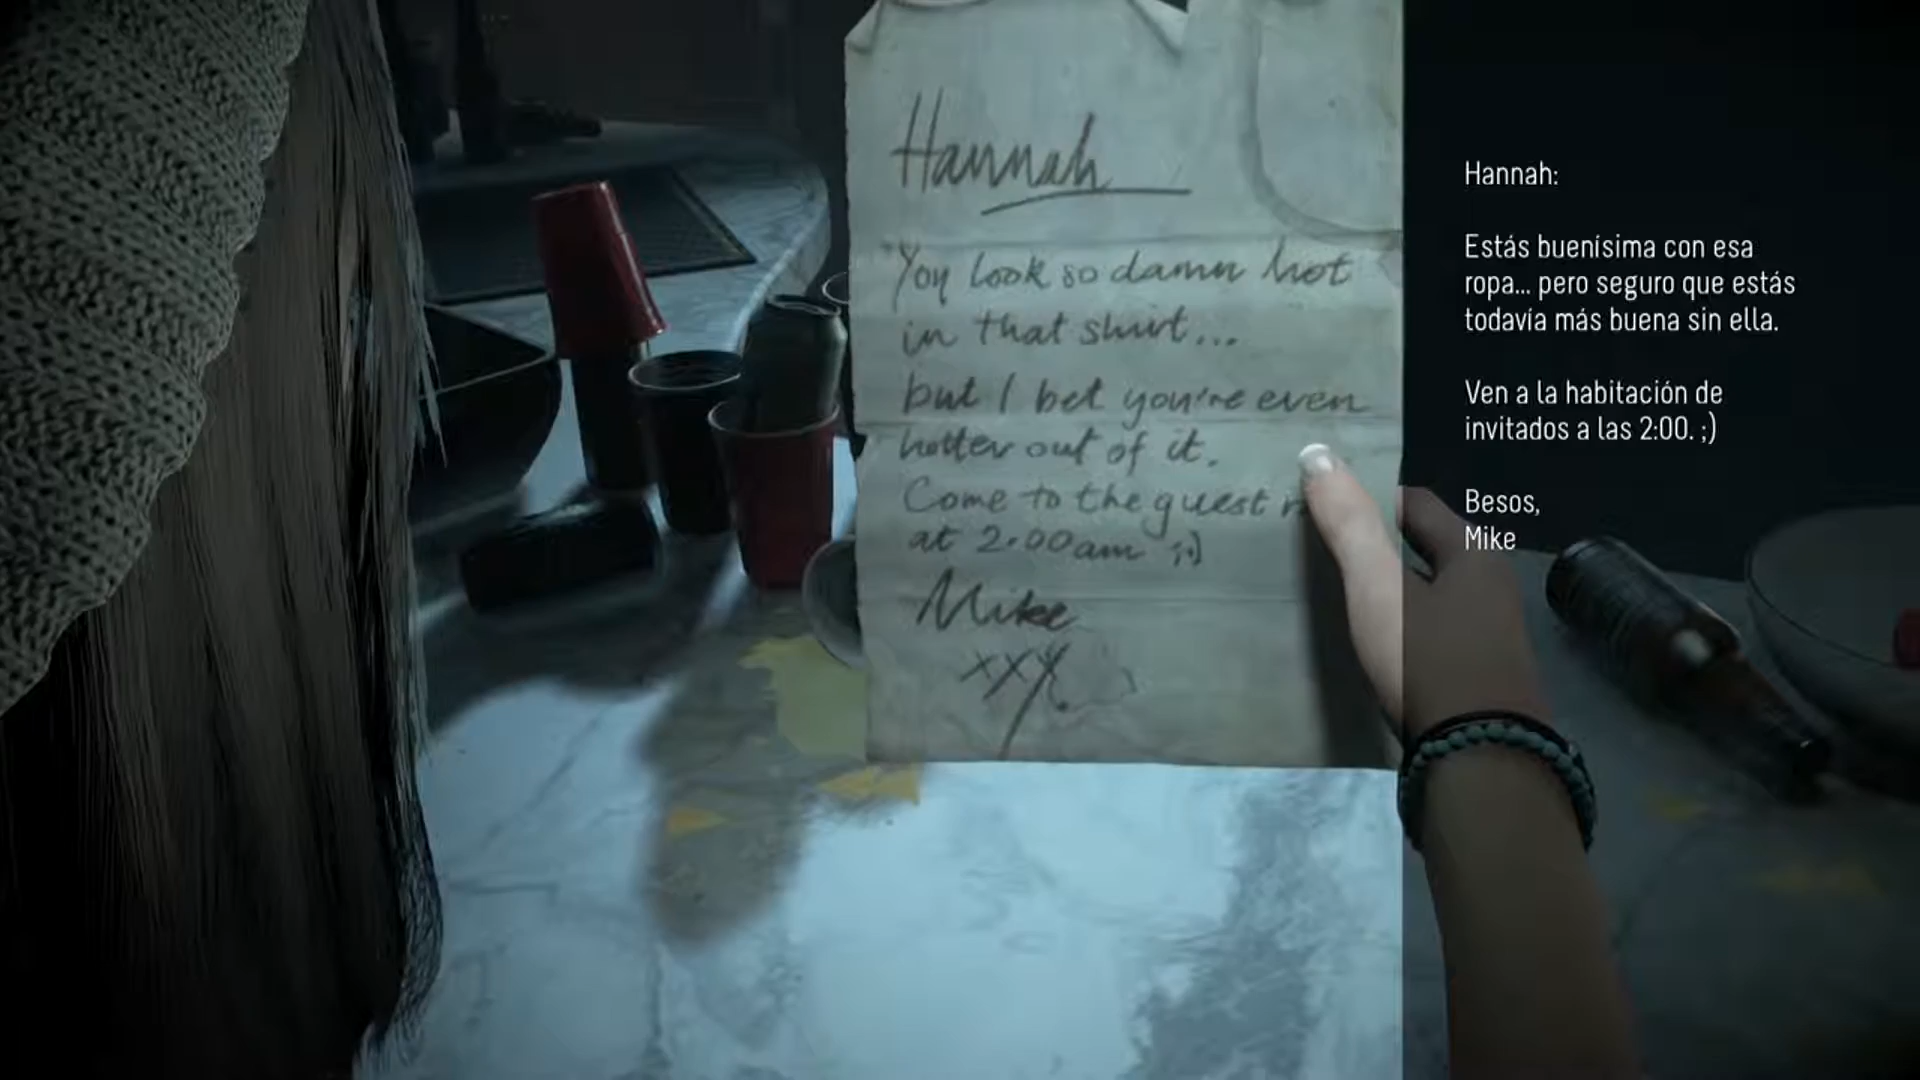 Hannah
You look so damn hot
in that shirt...
but I bet you're even
hotter out of it.
Come to the guest
at 2.00am ;)
Mike
xxx
Hannah:
Estás buenísima con esa
ropa... pero seguro que estás
todavía más buena sin ella.
Ven a la habitación de
invitados a las 2:00. ;)
Besos,
Mike